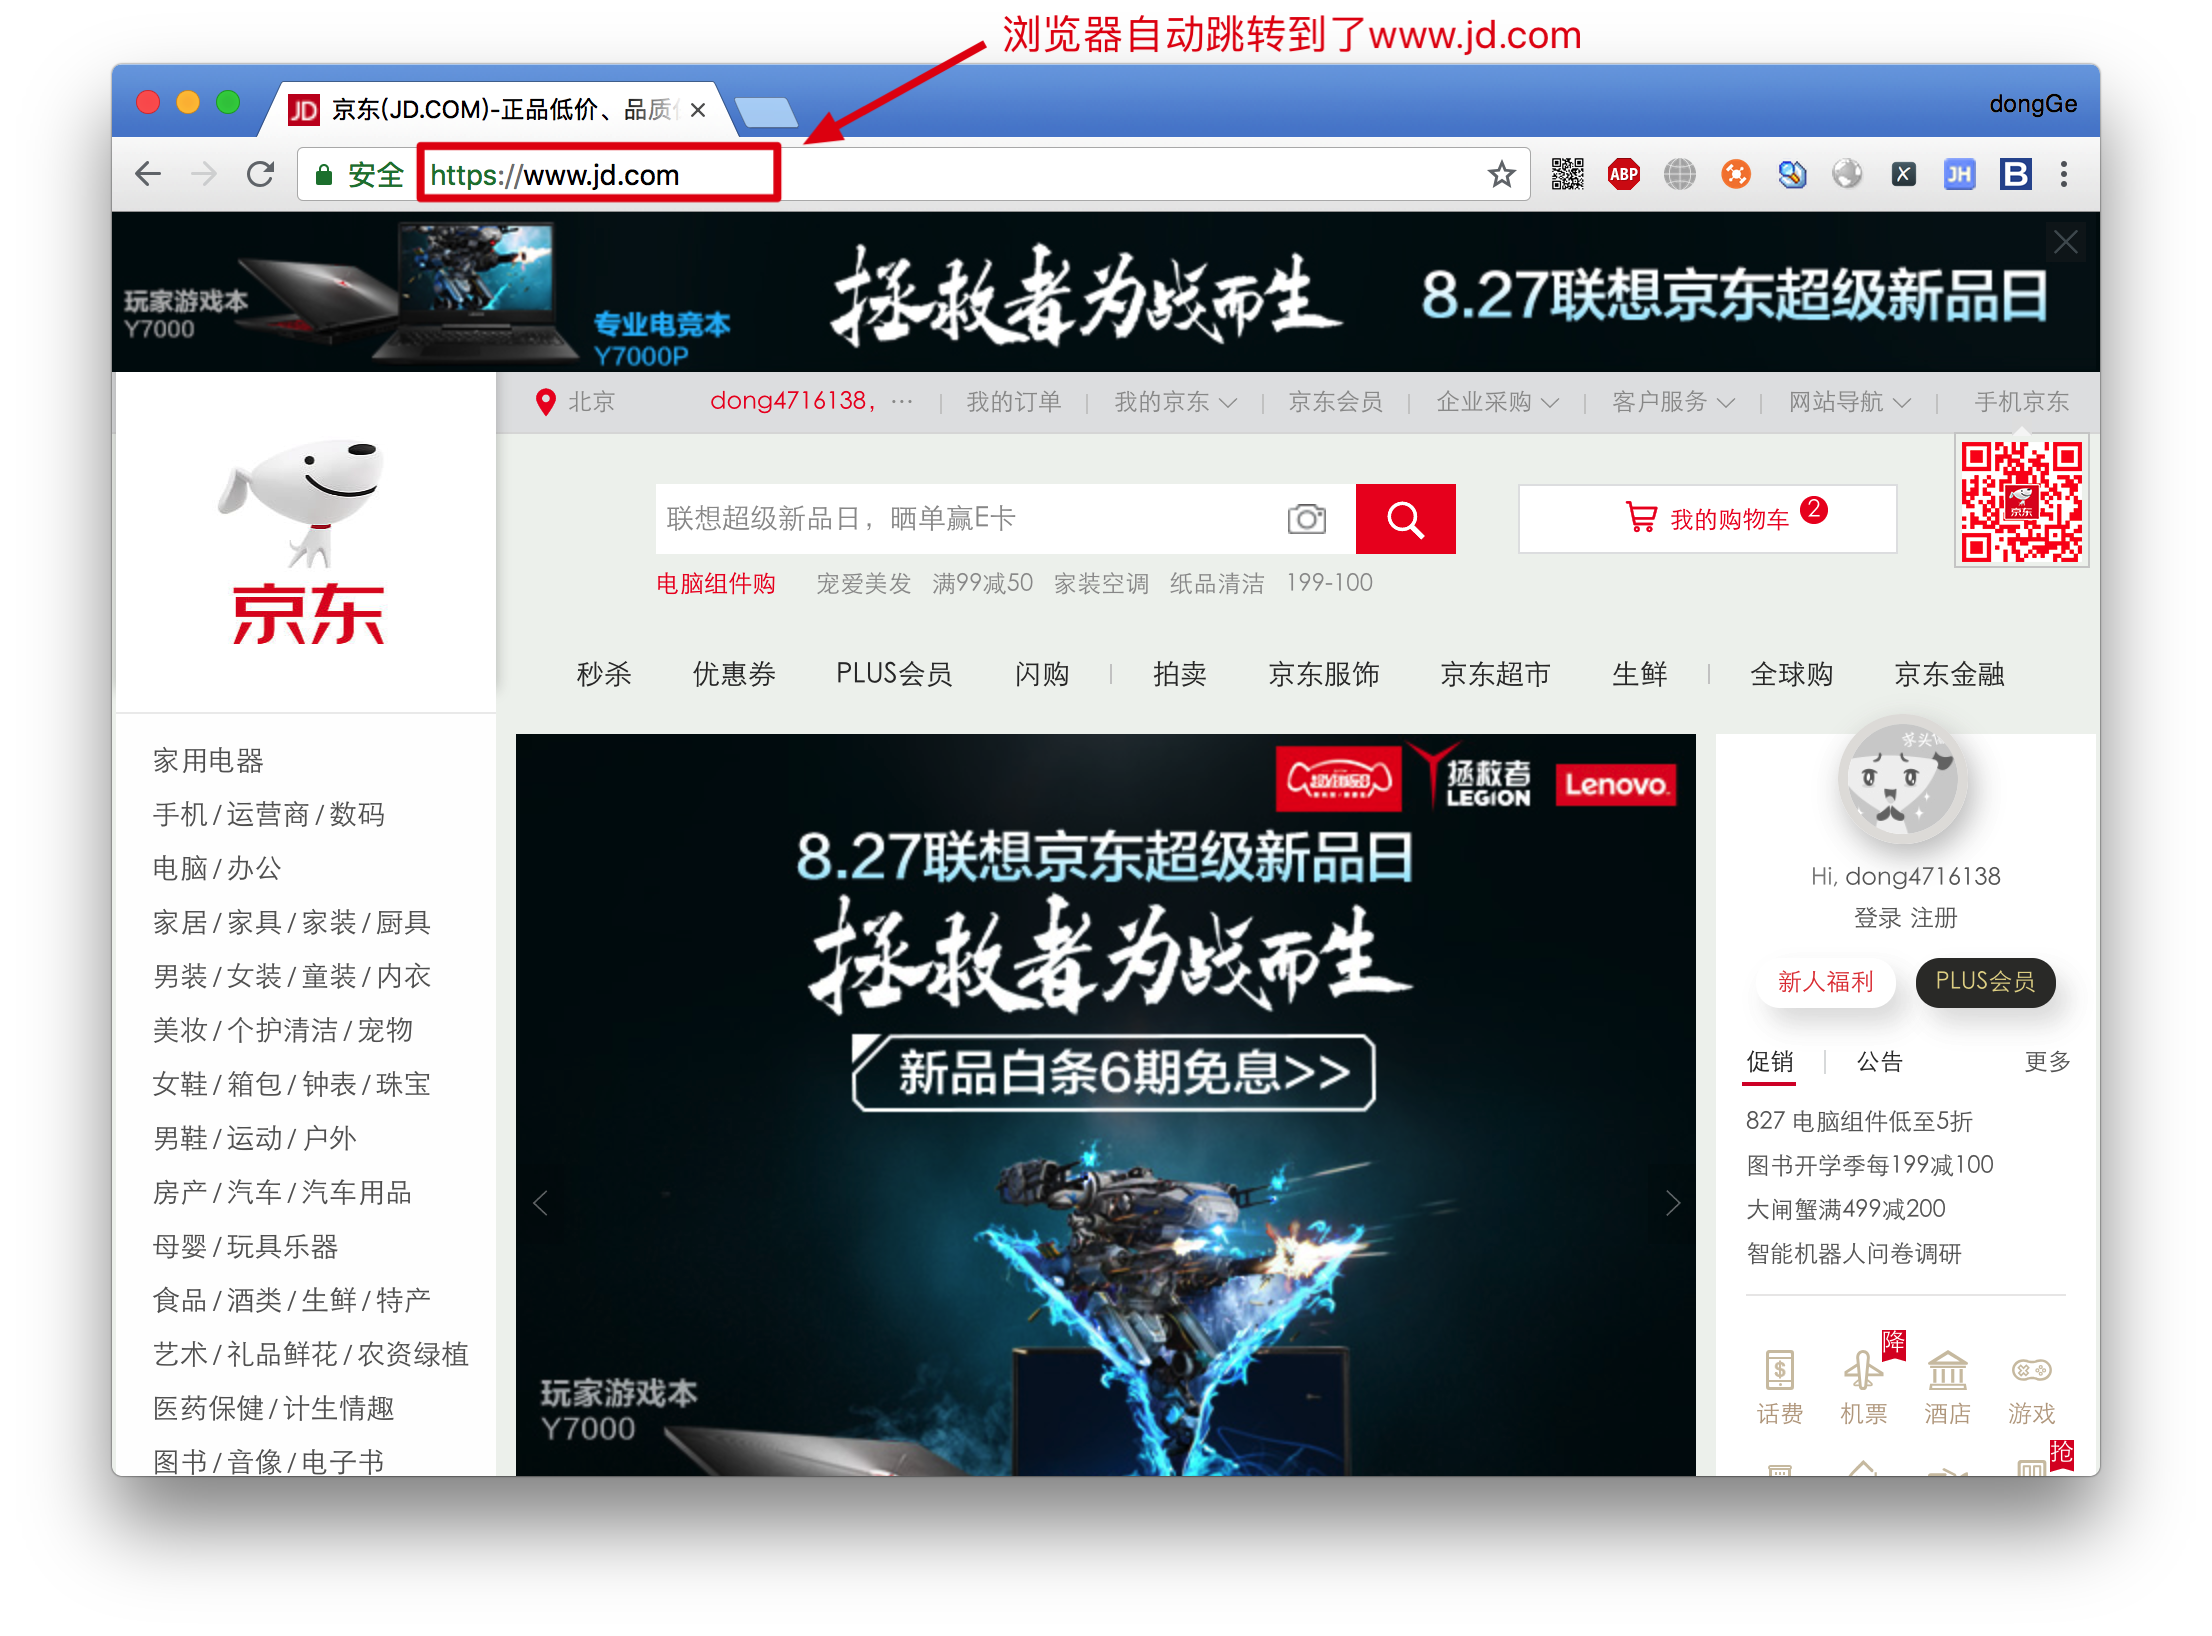 浏览器自动跳转到了www.jd.com
JD 京东(JD.COM)-正品低价、品质
dongGe
安全 https://www.jd.com
ABP
X
JH
B
玩家游戏本
Y7000
专业电竞本
Y7000P
拯救者为战而生
8.27联想京东超级新品日
北京
dong4716138, ···
我的订单
我的京东
京东会员
企业采购
客户服务
网站导航
手机京东
京东
联想超级新品日，晒单赢E卡
我的购物车 2
京东
电脑组件购 宠爱美发 满99减50 家装空调 纸品清洁 199-100
秒杀 优惠券 PLUS会员 闪购 拍卖 京东服饰 京东超市 生鲜 全球购 京东金融
家用电器
手机/运营商/数码
电脑/办公
家居/家具/家装/厨具
男装/女装/童装/内衣
美妆/个护清洁/宠物
女鞋/箱包/钟表/珠宝
男鞋/运动/户外
房产/汽车/汽车用品
母婴/玩具乐器
食品/酒类/生鲜/特产
艺术/礼品鲜花/农资绿植
医药保健/计生情趣
图书/音像/电子书
拯救者
LEGION
Lenovo
8.27联想京东超级新品日
拯救者为战而生
新品白条6期免息>>
玩家游戏本
Y7000
Hi, dong4716138
登录 注册
新人福利
PLUS会员
促销 公告 更多
827 电脑组件低至5折
图书开学季每199减100
大闸蟹满499减200
智能机器人问卷调研
降
话费 机票 酒店 游戏
抢